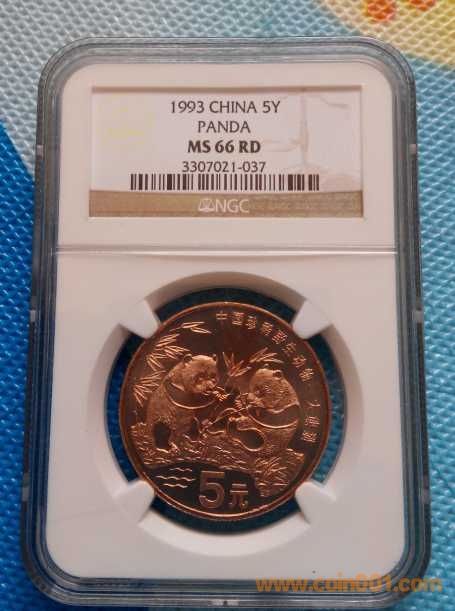 1993 CHINA 5Y
PANDA
MS 66 RD
3307021-037
NGC
中国珍稀野生动物—大熊猫
5元
www.coin001.com